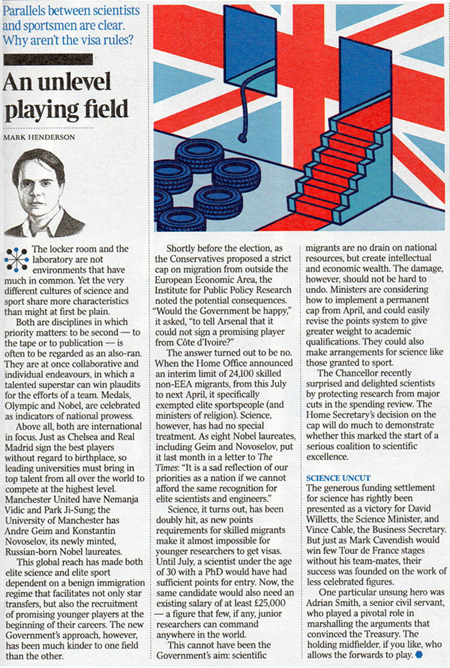 Parallels between scientists
and sportsmen are clear.
Why aren't the visa rules?
An unlevel
playing field
MARK HENDERSON
The locker room and the
laboratory are not
environments that have
much in common. Yet the very
different cultures of science and
sport share more characteristics
than might at first be plain.
Both are disciplines in which
priority matters: to be second — to
the tape or to publication — is
often to be regarded as an also-ran.
They are at once collaborative and
individual endeavours, in which a
talented superstar can win plaudits
for the efforts of a team. Medals,
Olympic and Nobel, are celebrated
as indicators of national prowess.
Above all, both are international
in focus. Just as Chelsea and Real
Madrid sign the best players
without regard to birthplace, so
leading universities must bring in
top talent from all over the world to
compete at the highest level.
Manchester United have Nemanja
Vidic and Park Ji-Sung; the
University of Manchester has
Andre Geim and Konstantin
Novoselov, its newly minted,
Russian-born Nobel laureates.
This global reach has made both
elite science and elite sport
dependent on a benign immigration
regime that facilitates not only star
transfers, but also the recruitment
of promising younger players at the
beginning of their careers. The new
Government's approach, however,
has been much kinder to one field
than the other.
Shortly before the election, as
the Conservatives proposed a strict
cap on migration from outside the
European Economic Area, the
Institute for Public Policy Research
noted the potential consequences.
"Would the Government be happy,"
it asked, "to tell Arsenal that it
could not sign a promising player
from Côte d'Ivoire?"
The answer turned out to be no.
When the Home Office announced
an interim limit of 24,100 skilled
non-EEA migrants, from this July
to next April, it specifically
exempted elite sportspeople (and
ministers of religion). Science,
however, has had no special
treatment. As eight Nobel laureates,
including Geim and Novoselov, put
it last month in a letter to The
Times: "It is a sad reflection of our
priorities as a nation if we cannot
afford the same recognition for
elite scientists and engineers."
Science, it turns out, has been
doubly hit, as new points
requirements for skilled migrants
make it almost impossible for
younger researchers to get visas.
Until July, a scientist under the age
of 30 with a PhD would have had
sufficient points for entry. Now, the
same candidate would also need an
existing salary of at least £25,000
— a figure that few, if any, junior
researchers can command
anywhere in the world.
This cannot have been the
Government's aim: scientific
migrants are no drain on national
resources, but create intellectual
and economic wealth. The damage,
however, should not be hard to
undo. Ministers are considering
how to implement a permanent
cap from April, and could easily
revise the points system to give
greater weight to academic
qualifications. They could also
make arrangements for science like
those granted to sport.
The Chancellor recently
surprised and delighted scientists
by protecting research from major
cuts in the spending review. The
Home Secretary's decision on the
cap will do much to demonstrate
whether this marked the start of a
serious coalition to scientific
excellence.
SCIENCE UNCUT
The generous funding settlement
for science has rightly been
presented as a victory for David
Willetts, the Science Minister, and
Vince Cable, the Business Secretary.
But just as Mark Cavendish would
win few Tour de France stages
without his team-mates, their
success was founded on the work of
less celebrated figures.
One particular unsung hero was
Adrian Smith, a senior civil servant,
who played a pivotal role in
marshalling the arguments that
convinced the Treasury. The
holding midfielder, if you like, who
allows the forwards to play.